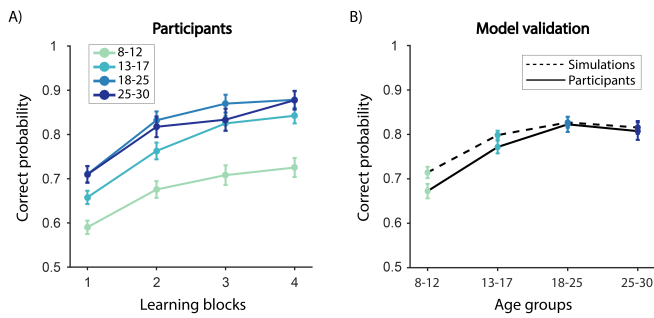 A)
Participants
1
0.9
0.8
0.7
0.6
0.5
Correct probability
8-12
13-17
18-25
25-30
1 2 3 4
Learning blocks
B)
Model validation
1
0.9
0.8
0.7
0.6
0.5
Correct probability
Simulations
Participants
8-12 13-17 18-25 25-30
Age groups